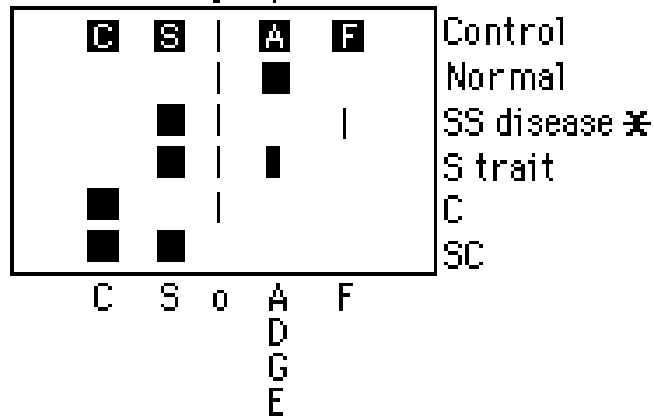 C S A F Control
Normal
SS disease *
S trait
C
SC
C S o A F
D
G
E